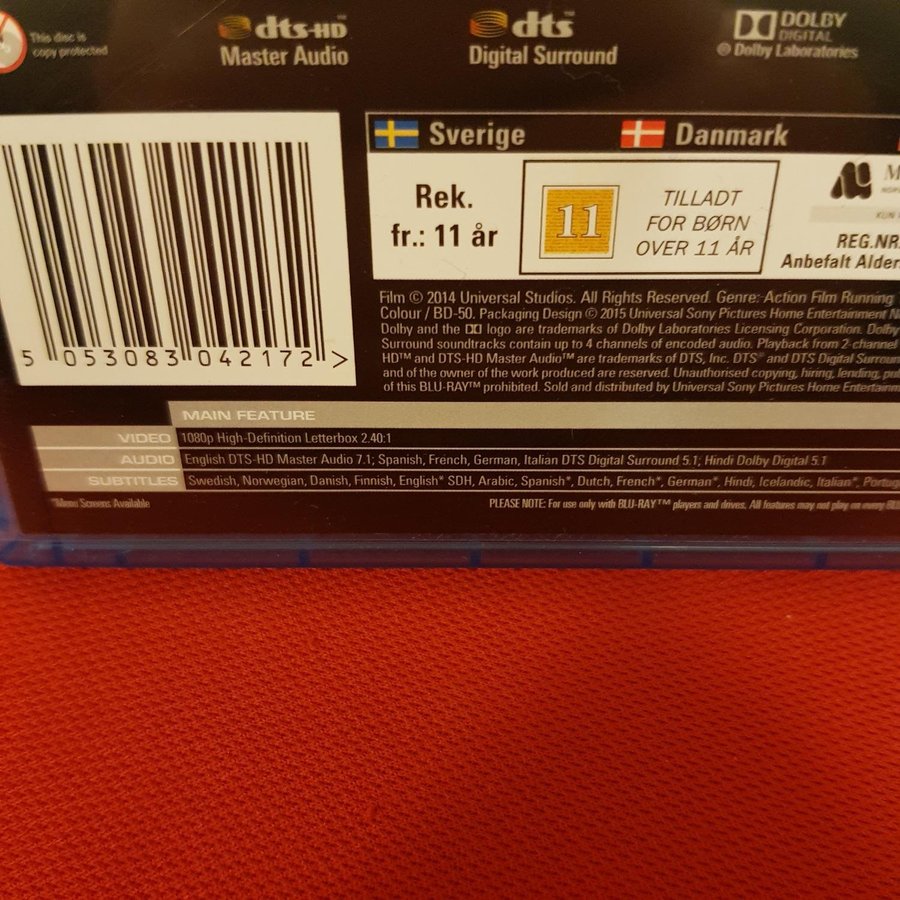 This disc is
copy protected
dts-HD™
Master Audio
dts™
Digital Surround
DOLBY
DIGITAL
® Dolby Laboratories
Sverige
Danmark
Rek.
fr.: 11 år
11
TILLADT
FOR BØRN
OVER 11 ÅR
M
REG.NR.
Anbefalt Alder
5 053083 042172 >
Film © 2014 Universal Studios. All Rights Reserved. Genre: Action Film Running
Colour / BD-50. Packaging Design © 2015 Universal Sony Pictures Home Entertainment N
Dolby and the DD logo are trademarks of Dolby Laboratories Licensing Corporation. Dolby
Surround soundtracks contain up to 4 channels of encoded audio. Playback from 2-channel
HD™ and DTS-HD Master Audio™ are trademarks of DTS, Inc. DTS® and DTS Digital Surroun
and of the owner of the work produced are reserved. Unauthorised copying, hiring, lending, pu
of this BLU-RAY™ prohibited. Sold and distributed by Universal Sony Pictures Home Entertainm
MAIN FEATURE
VIDEO 1080p High-Definition Letterbox 2.40:1
AUDIO English DTS-HD Master Audio 7.1; Spanish, French, German, Italian DTS Digital Surround 5.1; Hindi Dolby Digital 5.1
SUBTITLES Swedish, Norwegian, Danish, Finnish, English* SDH, Arabic, Spanish*, Dutch, French*, German*, Hindi, Icelandic, Italian*, Portug
*Menu Screens Available
PLEASE NOTE: For use only with BLU-RAY™ players and drives. All features may not play on every BL